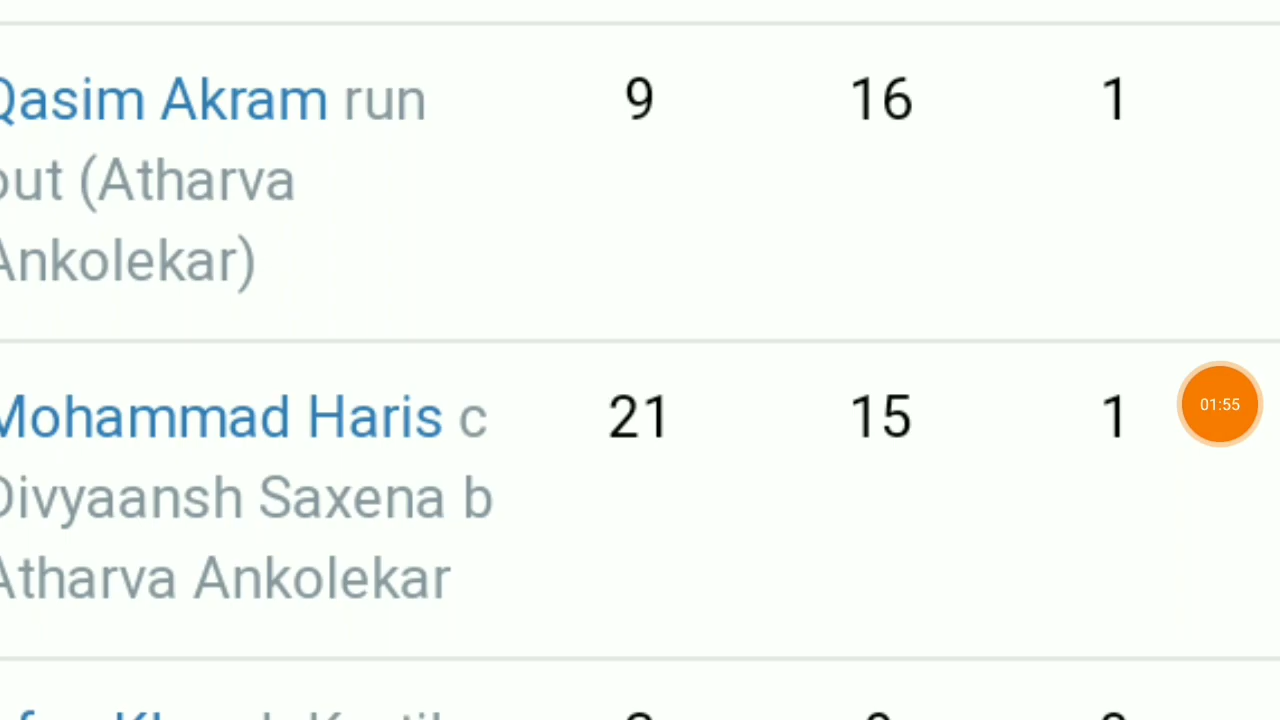 Qasim Akram run 9 16 1
out (Atharva
Ankolekar)
Mohammad Haris c 21 15 1
01:55
Divyaansh Saxena b
Atharva Ankolekar